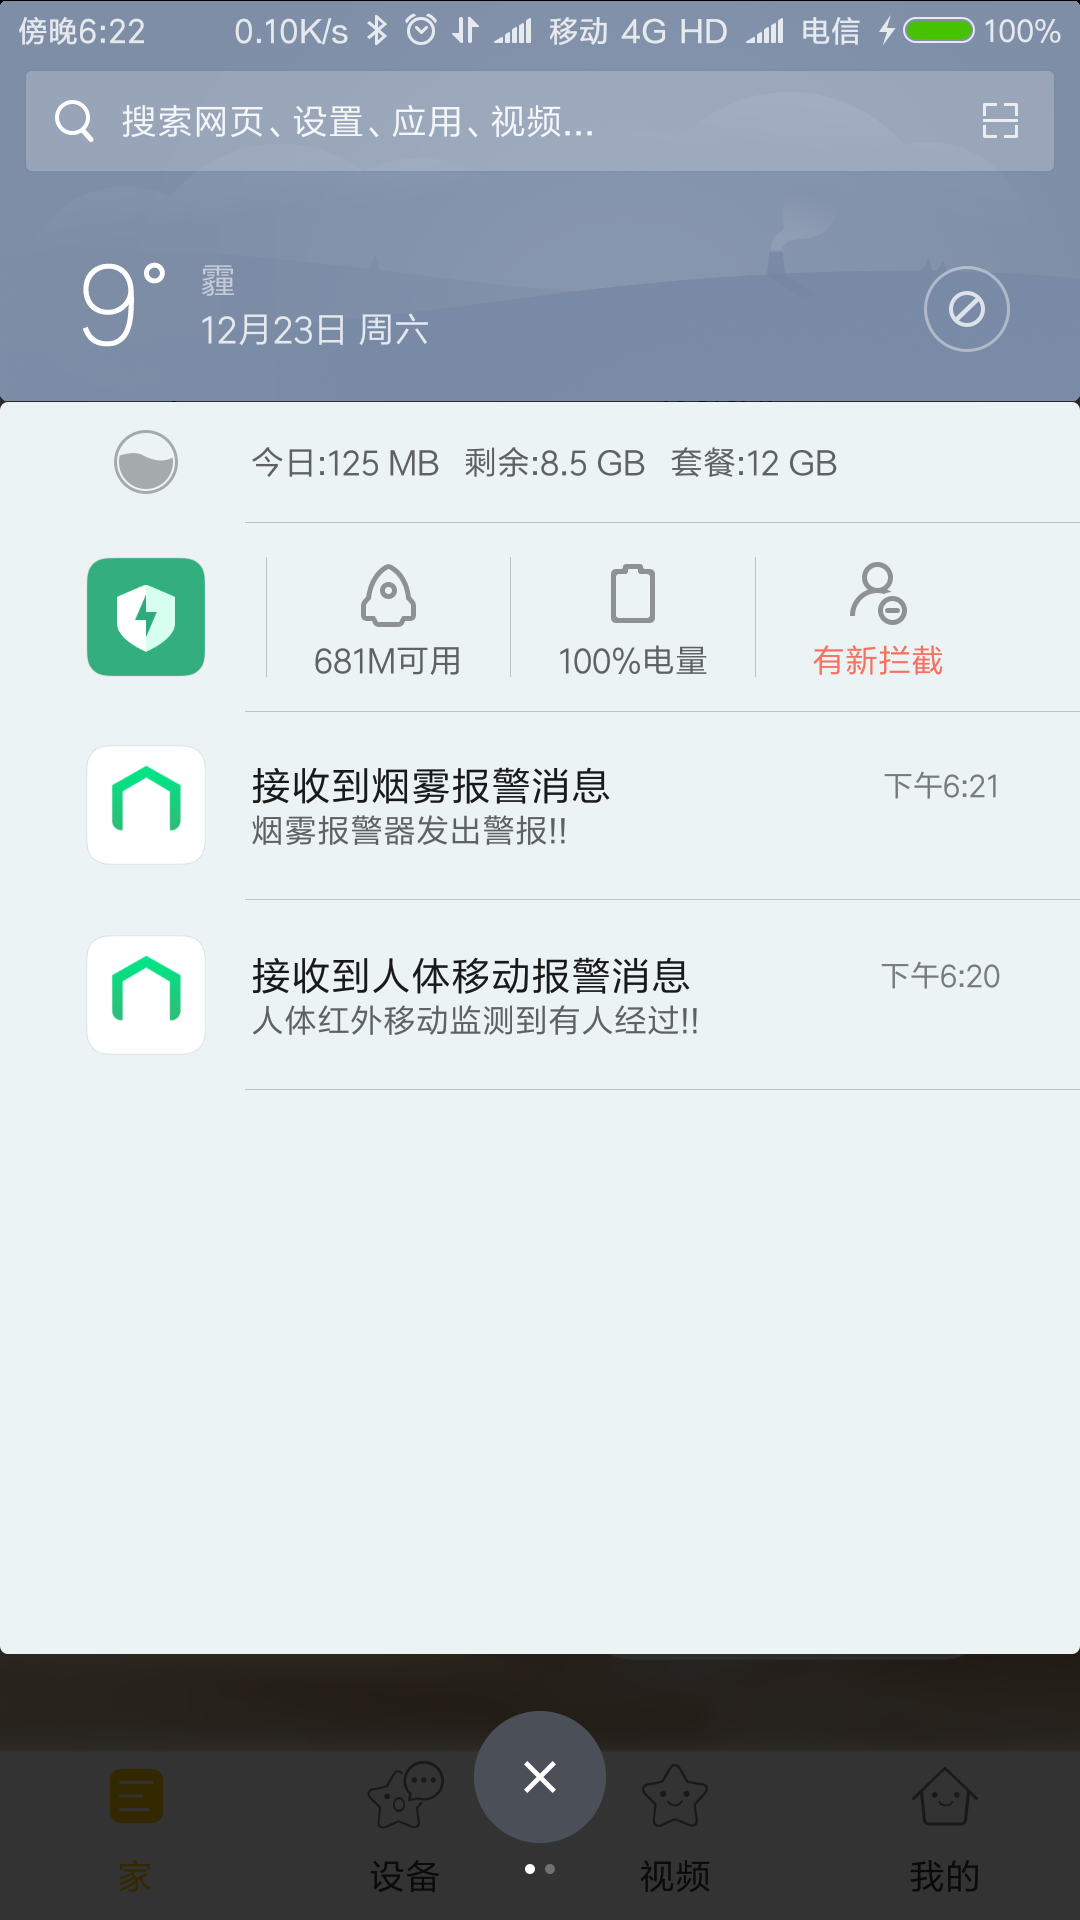 傍晚6:22 0.10K/s 移动 4G HD 电信 100%
搜索网页、设置、应用、视频...
9°
霾
12月23日 周六
今日:125 MB 剩余:8.5 GB 套餐:12 GB
681M可用 100%电量 有新拦截
接收到烟雾报警消息 下午6:21
烟雾报警器发出警报!!
接收到人体移动报警消息 下午6:20
人体红外移动监测到有人经过!!
家 设备 视频 我的